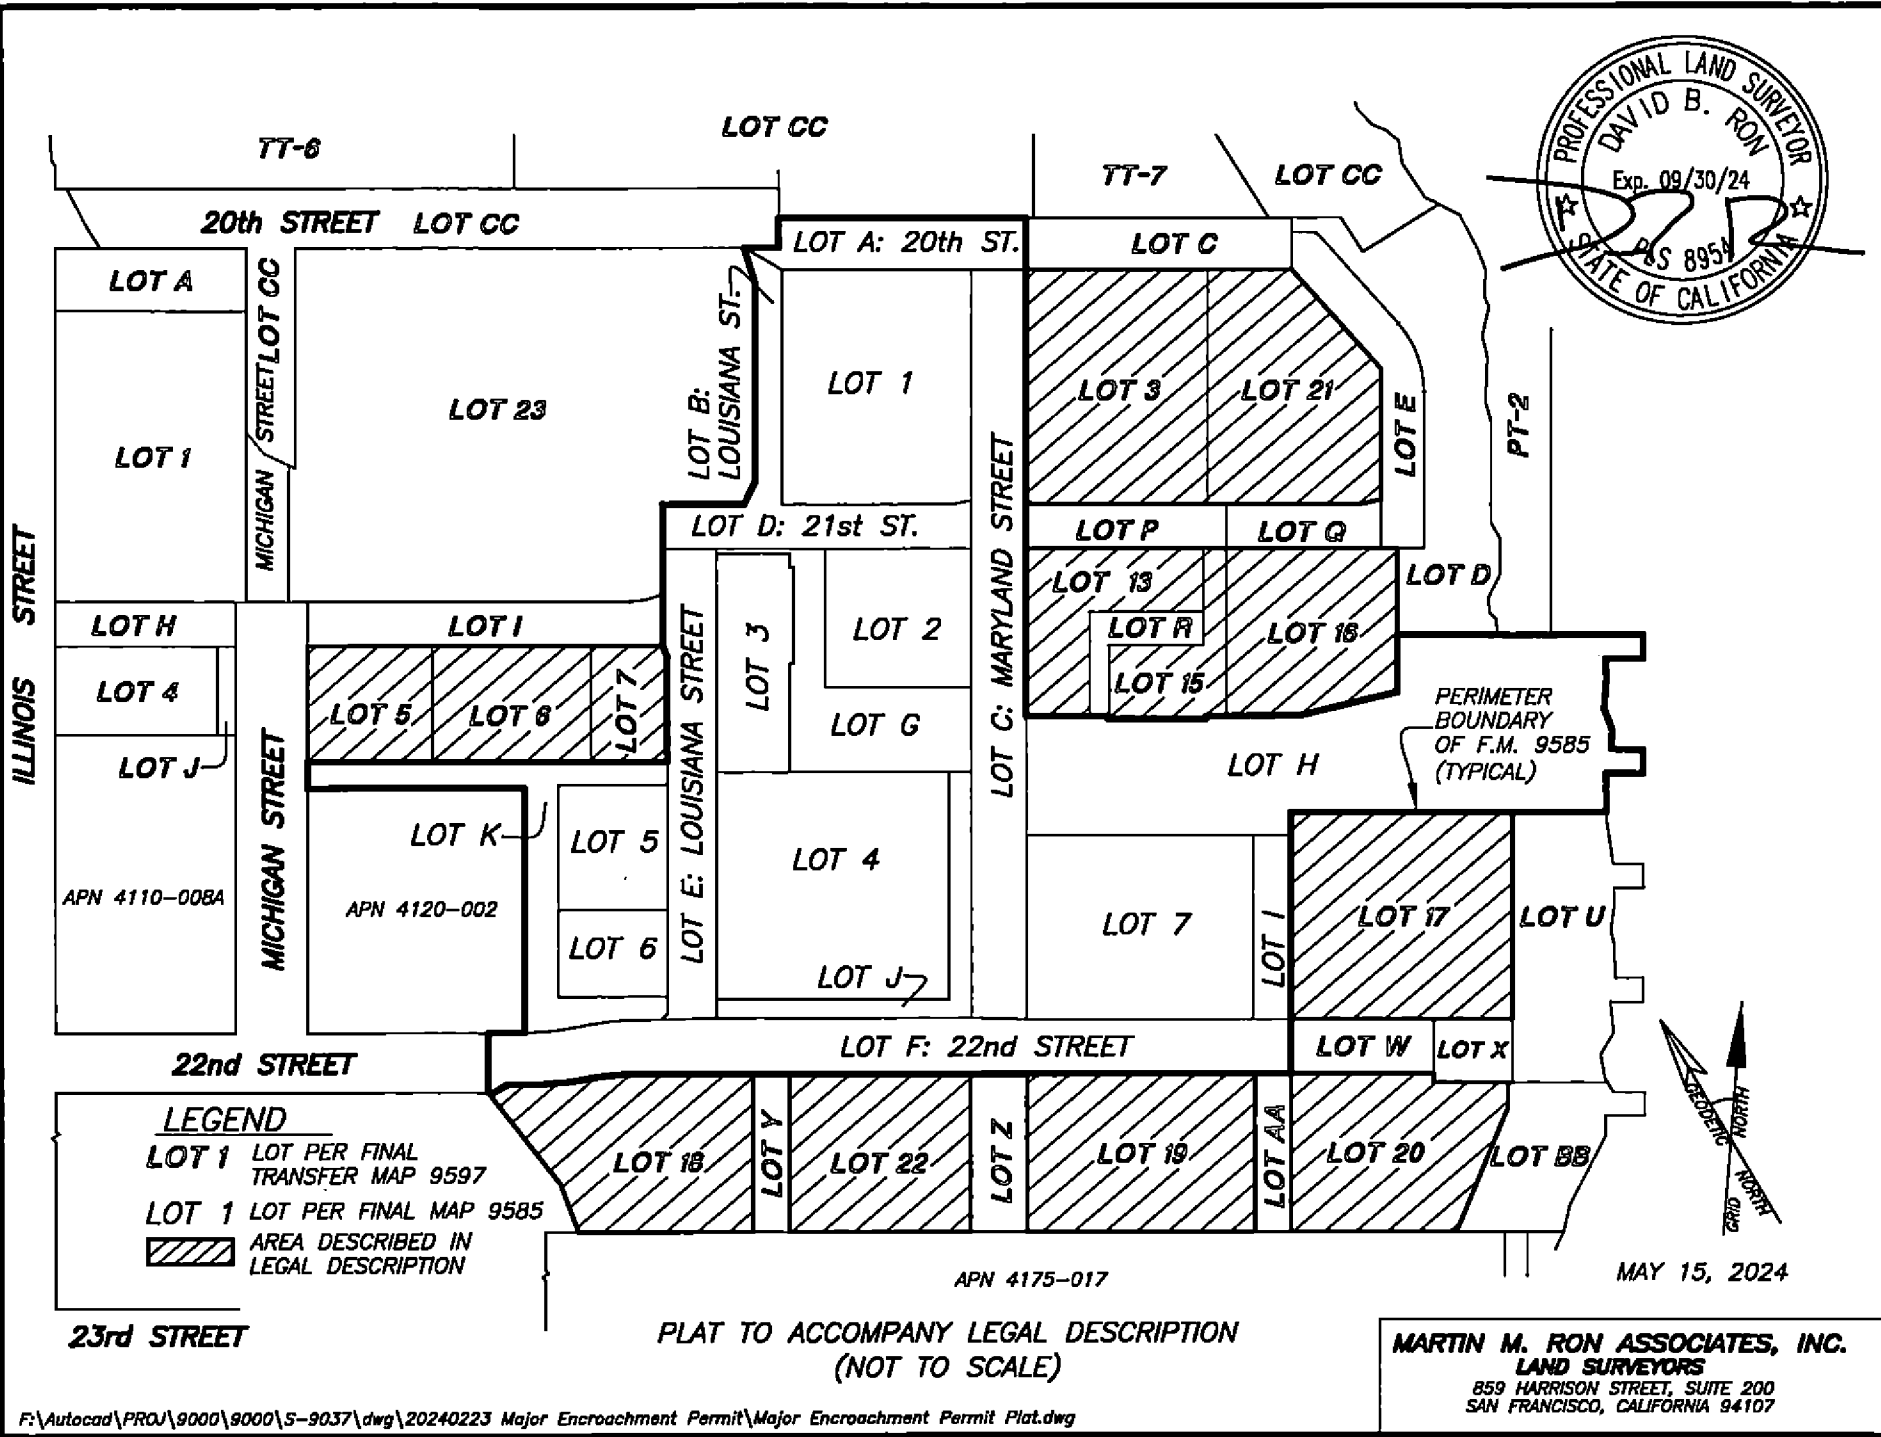 PROFESSIONAL LAND SURVEYOR
DAVID B. RON
Exp. 09/30/24
PLS 8954
STATE OF CALIFORNIA
TT-6
LOT CC
TT-7
LOT CC
20th STREET LOT CC
LOT A: 20th ST.
LOT C
LOT A
LOT CC
MICHIGAN STREET
LOT 23
LOT B:
LOUISIANA ST.
LOT 1
LOT 3
LOT 21
LOT E
PT-2
LOT 1
MICHIGAN
LOT D: 21st ST.
LOT C: MARYLAND STREET
LOT P
LOT Q
ILLINOIS STREET
LOT H
LOT I
LOT 3
LOT 2
LOT 13
LOT R
LOT 16
LOT D
LOT 4
LOT 5
LOT 6
LOT 7
LOT E: LOUISIANA STREET
LOT G
LOT 15
PERIMETER
BOUNDARY
OF F.M. 9585
(TYPICAL)
LOT J
MICHIGAN STREET
LOT H
LOT K
LOT 5
LOT 4
APN 4110-008A
APN 4120-002
LOT 6
LOT J
LOT 7
LOT I
LOT 17
LOT U
22nd STREET
LOT F: 22nd STREET
LOT W
LOT X
LEGEND
LOT 1 LOT PER FINAL
TRANSFER MAP 9597
LOT 1 LOT PER FINAL MAP 9585
AREA DESCRIBED IN
LEGAL DESCRIPTION
LOT 18
LOT Y
LOT 22
LOT Z
LOT 19
LOT AA
LOT 20
LOT BB
GEODETIC NORTH
GRID NORTH
APN 4175-017
MAY 15, 2024
23rd STREET
PLAT TO ACCOMPANY LEGAL DESCRIPTION
(NOT TO SCALE)
MARTIN M. RON ASSOCIATES, INC.
LAND SURVEYORS
859 HARRISON STREET, SUITE 200
SAN FRANCISCO, CALIFORNIA 94107
F:\Autocad\PROJ\9000\9000\S-9037\dwg\20240223 Major Encroachment Permit\Major Encroachment Permit Plat.dwg